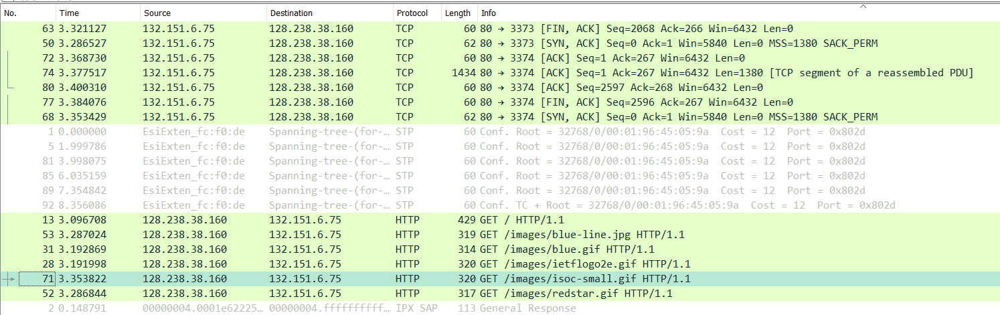 No. Time Source Destination Protocol Length Info
63 3.321127 132.151.6.75 128.238.38.160 TCP 60 80 → 3373 [FIN, ACK] Seq=2068 Ack=266 Win=6432 Len=0
50 3.286527 132.151.6.75 128.238.38.160 TCP 62 80 → 3373 [SYN, ACK] Seq=0 Ack=1 Win=5840 Len=0 MSS=1380 SACK_PERM
72 3.368730 132.151.6.75 128.238.38.160 TCP 60 80 → 3374 [ACK] Seq=1 Ack=267 Win=6432 Len=0
74 3.377517 132.151.6.75 128.238.38.160 TCP 1434 80 → 3374 [ACK] Seq=1 Ack=267 Win=6432 Len=1380 [TCP segment of a reassembled PDU]
80 3.400310 132.151.6.75 128.238.38.160 TCP 60 80 → 3374 [ACK] Seq=2597 Ack=268 Win=6432 Len=0
77 3.384076 132.151.6.75 128.238.38.160 TCP 60 80 → 3374 [FIN, ACK] Seq=2596 Ack=267 Win=6432 Len=0
68 3.353429 132.151.6.75 128.238.38.160 TCP 62 80 → 3374 [SYN, ACK] Seq=0 Ack=1 Win=5840 Len=0 MSS=1380 SACK_PERM
1 0.000000 EsiExten_fc:f0:de Spanning-tree-(for-… STP 60 Conf. Root = 32768/0/00:01:96:45:05:9a Cost = 12 Port = 0x802d
5 1.999786 EsiExten_fc:f0:de Spanning-tree-(for-… STP 60 Conf. Root = 32768/0/00:01:96:45:05:9a Cost = 12 Port = 0x802d
81 3.998075 EsiExten_fc:f0:de Spanning-tree-(for-… STP 60 Conf. Root = 32768/0/00:01:96:45:05:9a Cost = 12 Port = 0x802d
85 6.035159 EsiExten_fc:f0:de Spanning-tree-(for-… STP 60 Conf. Root = 32768/0/00:01:96:45:05:9a Cost = 12 Port = 0x802d
89 7.354842 EsiExten_fc:f0:de Spanning-tree-(for-… STP 60 Conf. Root = 32768/0/00:01:96:45:05:9a Cost = 12 Port = 0x802d
92 8.356086 EsiExten_fc:f0:de Spanning-tree-(for-… STP 60 Conf. TC + Root = 32768/0/00:01:96:45:05:9a Cost = 12 Port = 0x802d
13 3.096708 128.238.38.160 132.151.6.75 HTTP 429 GET / HTTP/1.1
53 3.287024 128.238.38.160 132.151.6.75 HTTP 319 GET /images/blue-line.jpg HTTP/1.1
31 3.192869 128.238.38.160 132.151.6.75 HTTP 314 GET /images/blue.gif HTTP/1.1
28 3.191998 128.238.38.160 132.151.6.75 HTTP 320 GET /images/ietflogo2e.gif HTTP/1.1
71 3.353822 128.238.38.160 132.151.6.75 HTTP 320 GET /images/isoc-small.gif HTTP/1.1
52 3.286844 128.238.38.160 132.151.6.75 HTTP 317 GET /images/redstar.gif HTTP/1.1
2 0.148791 00000004.0001e62225… 00000004.ffffffffff… IPX SAP 113 General Response